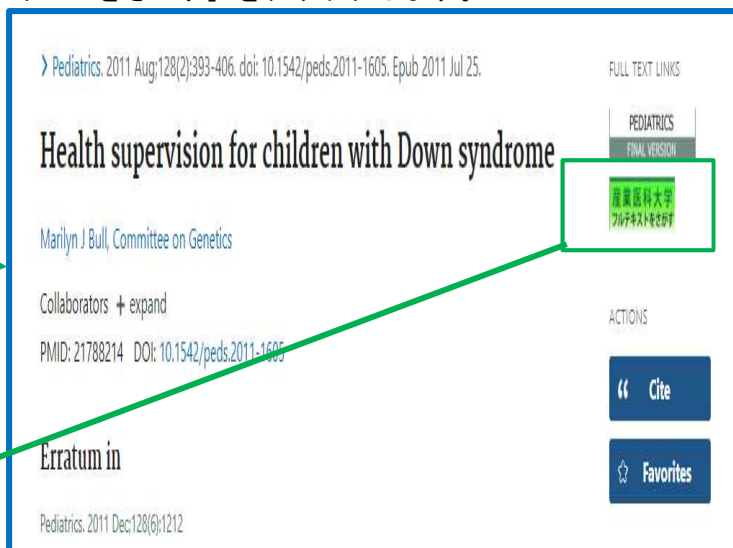 > Pediatrics. 2011 Aug;128(2):393-406. doi: 10.1542/peds.2011-1605. Epub 2011 Jul 25.
Health supervision for children with Down syndrome
Marilyn J Bull, Committee on Genetics
Collaborators + expand
PMID: 21788214 DOI: 10.1542/peds.2011-1605
Erratum in
Pediatrics. 2011 Dec;128(6):1212
FULL TEXT LINKS
PEDIATRICS
FINAL VERSION
産業医科大学
フルテキストをさがす
ACTIONS
Cite
Favorites